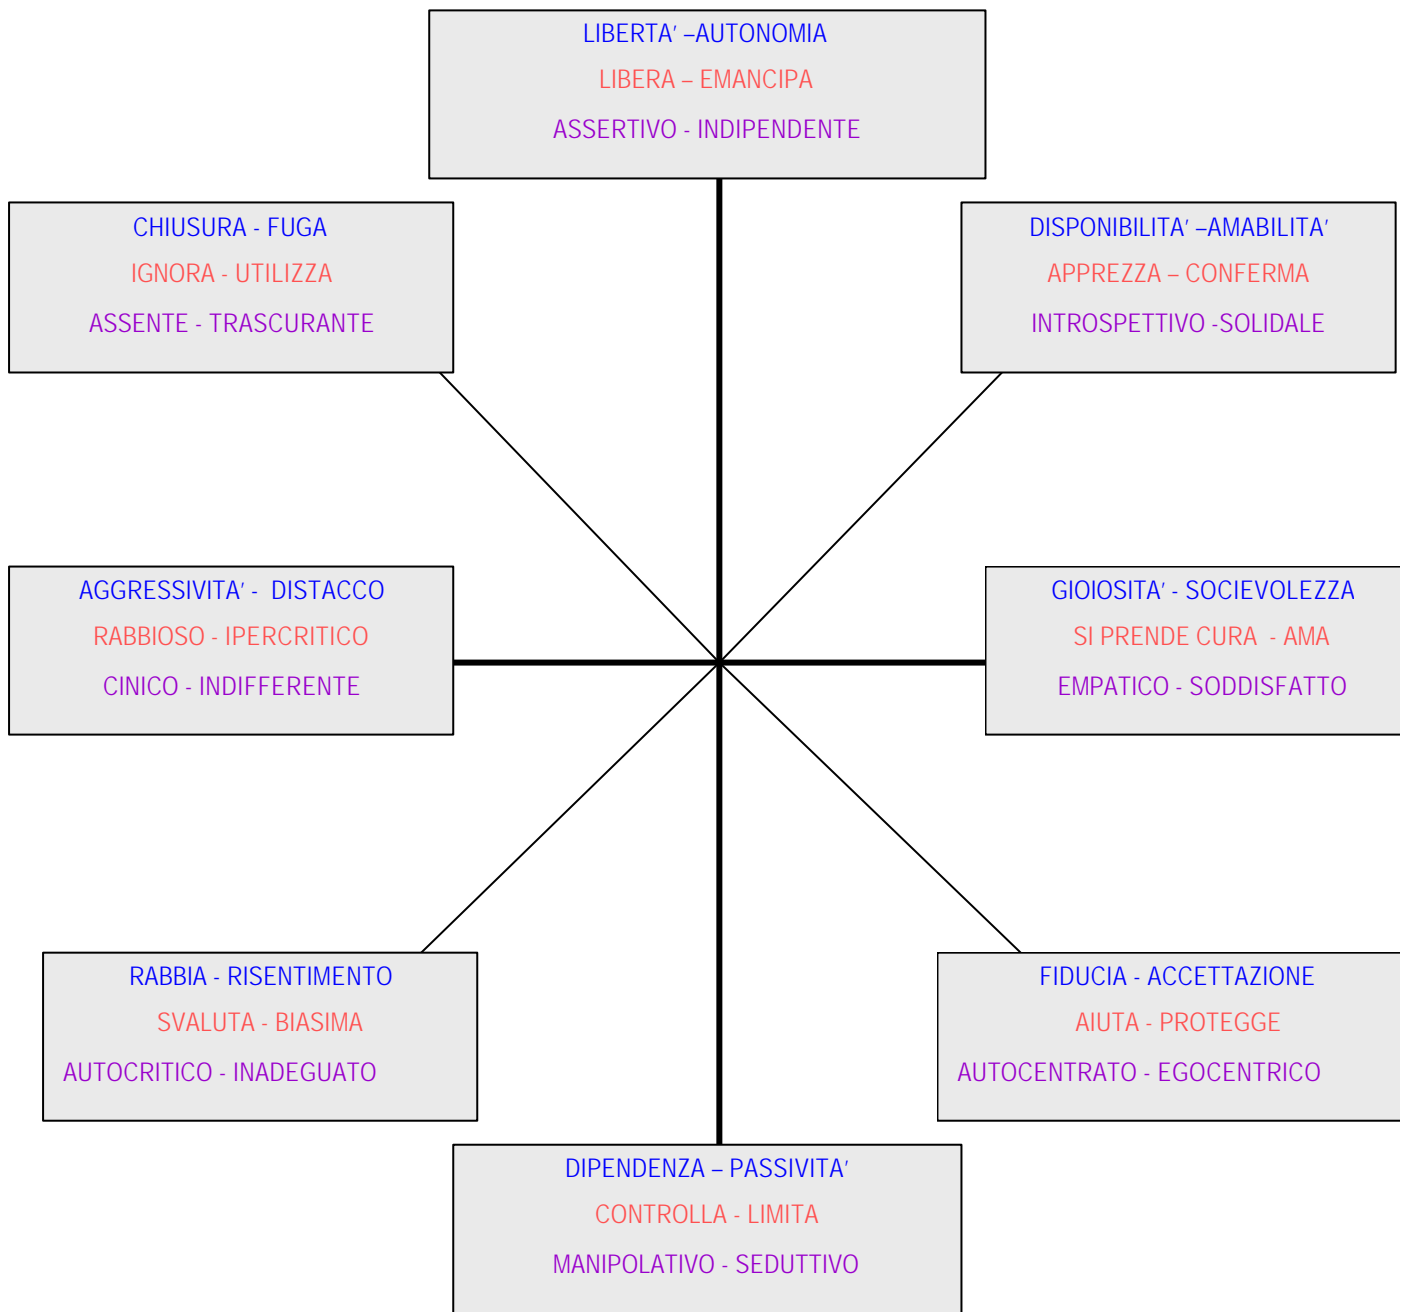 LIBERTA' –AUTONOMIA
LIBERA – EMANCIPA
ASSERTIVO - INDIPENDENTE
CHIUSURA - FUGA
IGNORA - UTILIZZA
ASSENTE - TRASCURANTE
DISPONIBILITA' –AMABILITA'
APPREZZA – CONFERMA
INTROSPETTIVO -SOLIDALE
AGGRESSIVITA' - DISTACCO
RABBIOSO - IPERCRITICO
CINICO - INDIFFERENTE
GIOIOSITA' - SOCIEVOLEZZA
SI PRENDE CURA - AMA
EMPATICO - SODDISFATTO
RABBIA - RISENTIMENTO
SVALUTA - BIASIMA
AUTOCRITICO - INADEGUATO
FIDUCIA - ACCETTAZIONE
AIUTA - PROTEGGE
AUTOCENTRATO - EGOCENTRICO
DIPENDENZA – PASSIVITA'
CONTROLLA - LIMITA
MANIPOLATIVO - SEDUTTIVO